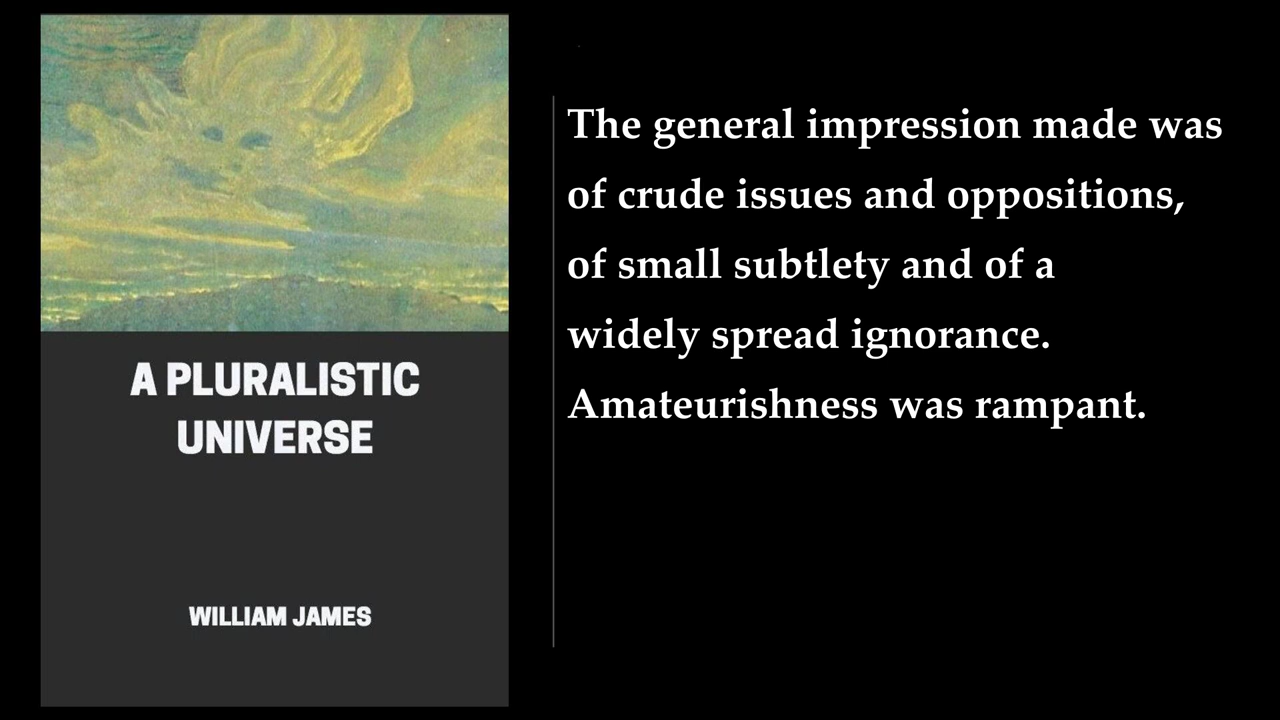 A PLURALISTIC
UNIVERSE
WILLIAM JAMES
The general impression made was
of crude issues and oppositions,
of small subtlety and of a
widely spread ignorance.
Amateurishness was rampant.